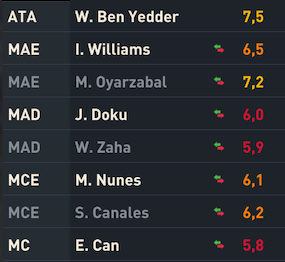 ATA W. Ben Yedder 7,5
MAE I. Williams 6,5
MAE M. Oyarzabal 7,2
MAD J. Doku 6,0
MAD W. Zaha 5,9
MCE M. Nunes 6,1
MCE S. Canales 6,2
MC E. Can 5,8